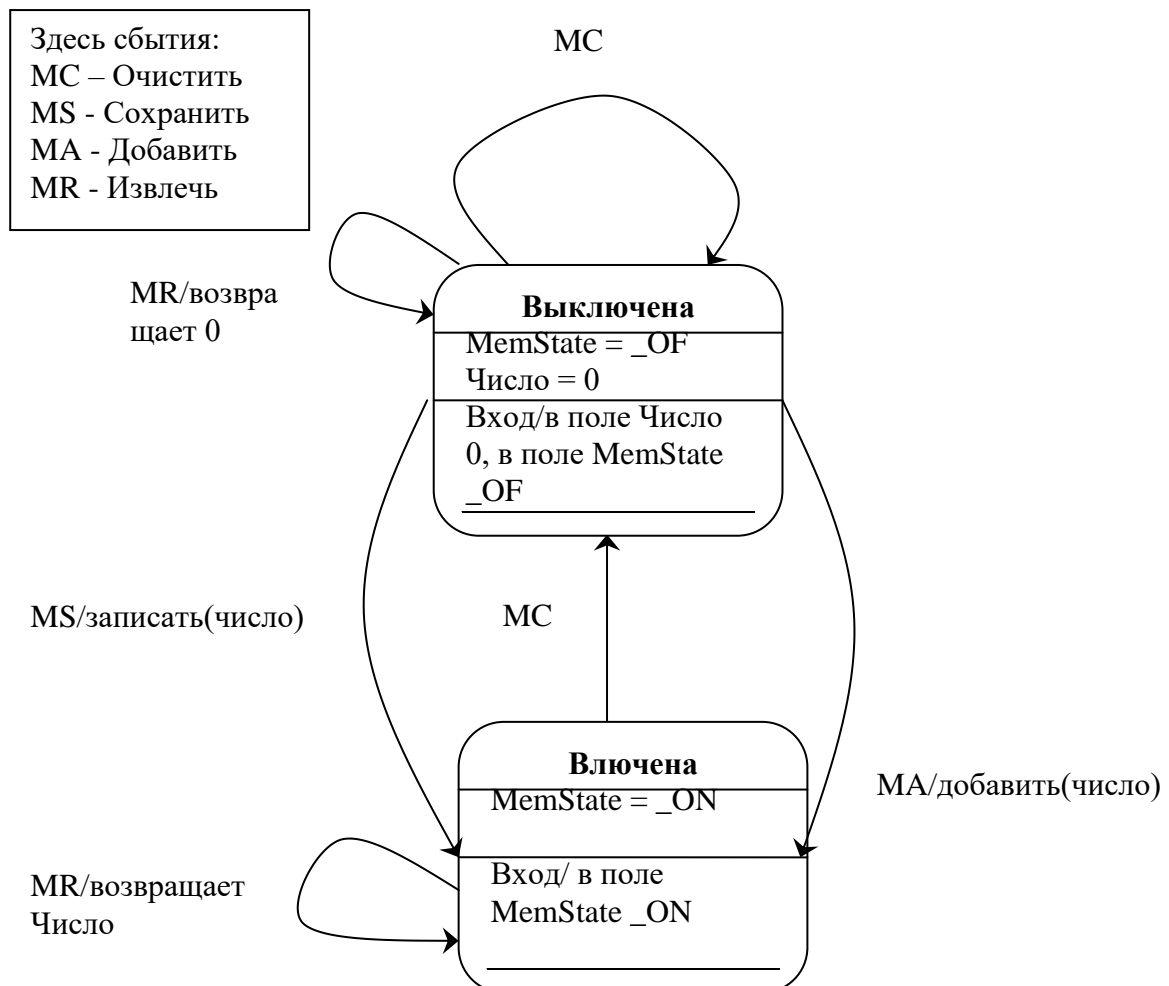 Здесь сбытия:
MC – Очистить
MS - Сохранить
MA - Добавить
MR - Извлечь
MC
MR/возвра
щает 0
Выключена
MemState = _OF
Число = 0
Вход/в поле Число
0, в поле MemState
_OF
MS/записать(число)
MC
Влючена
MemState = _ON
MA/добавить(число)
Вход/ в поле
MemState _ON
MR/возвращает
Число